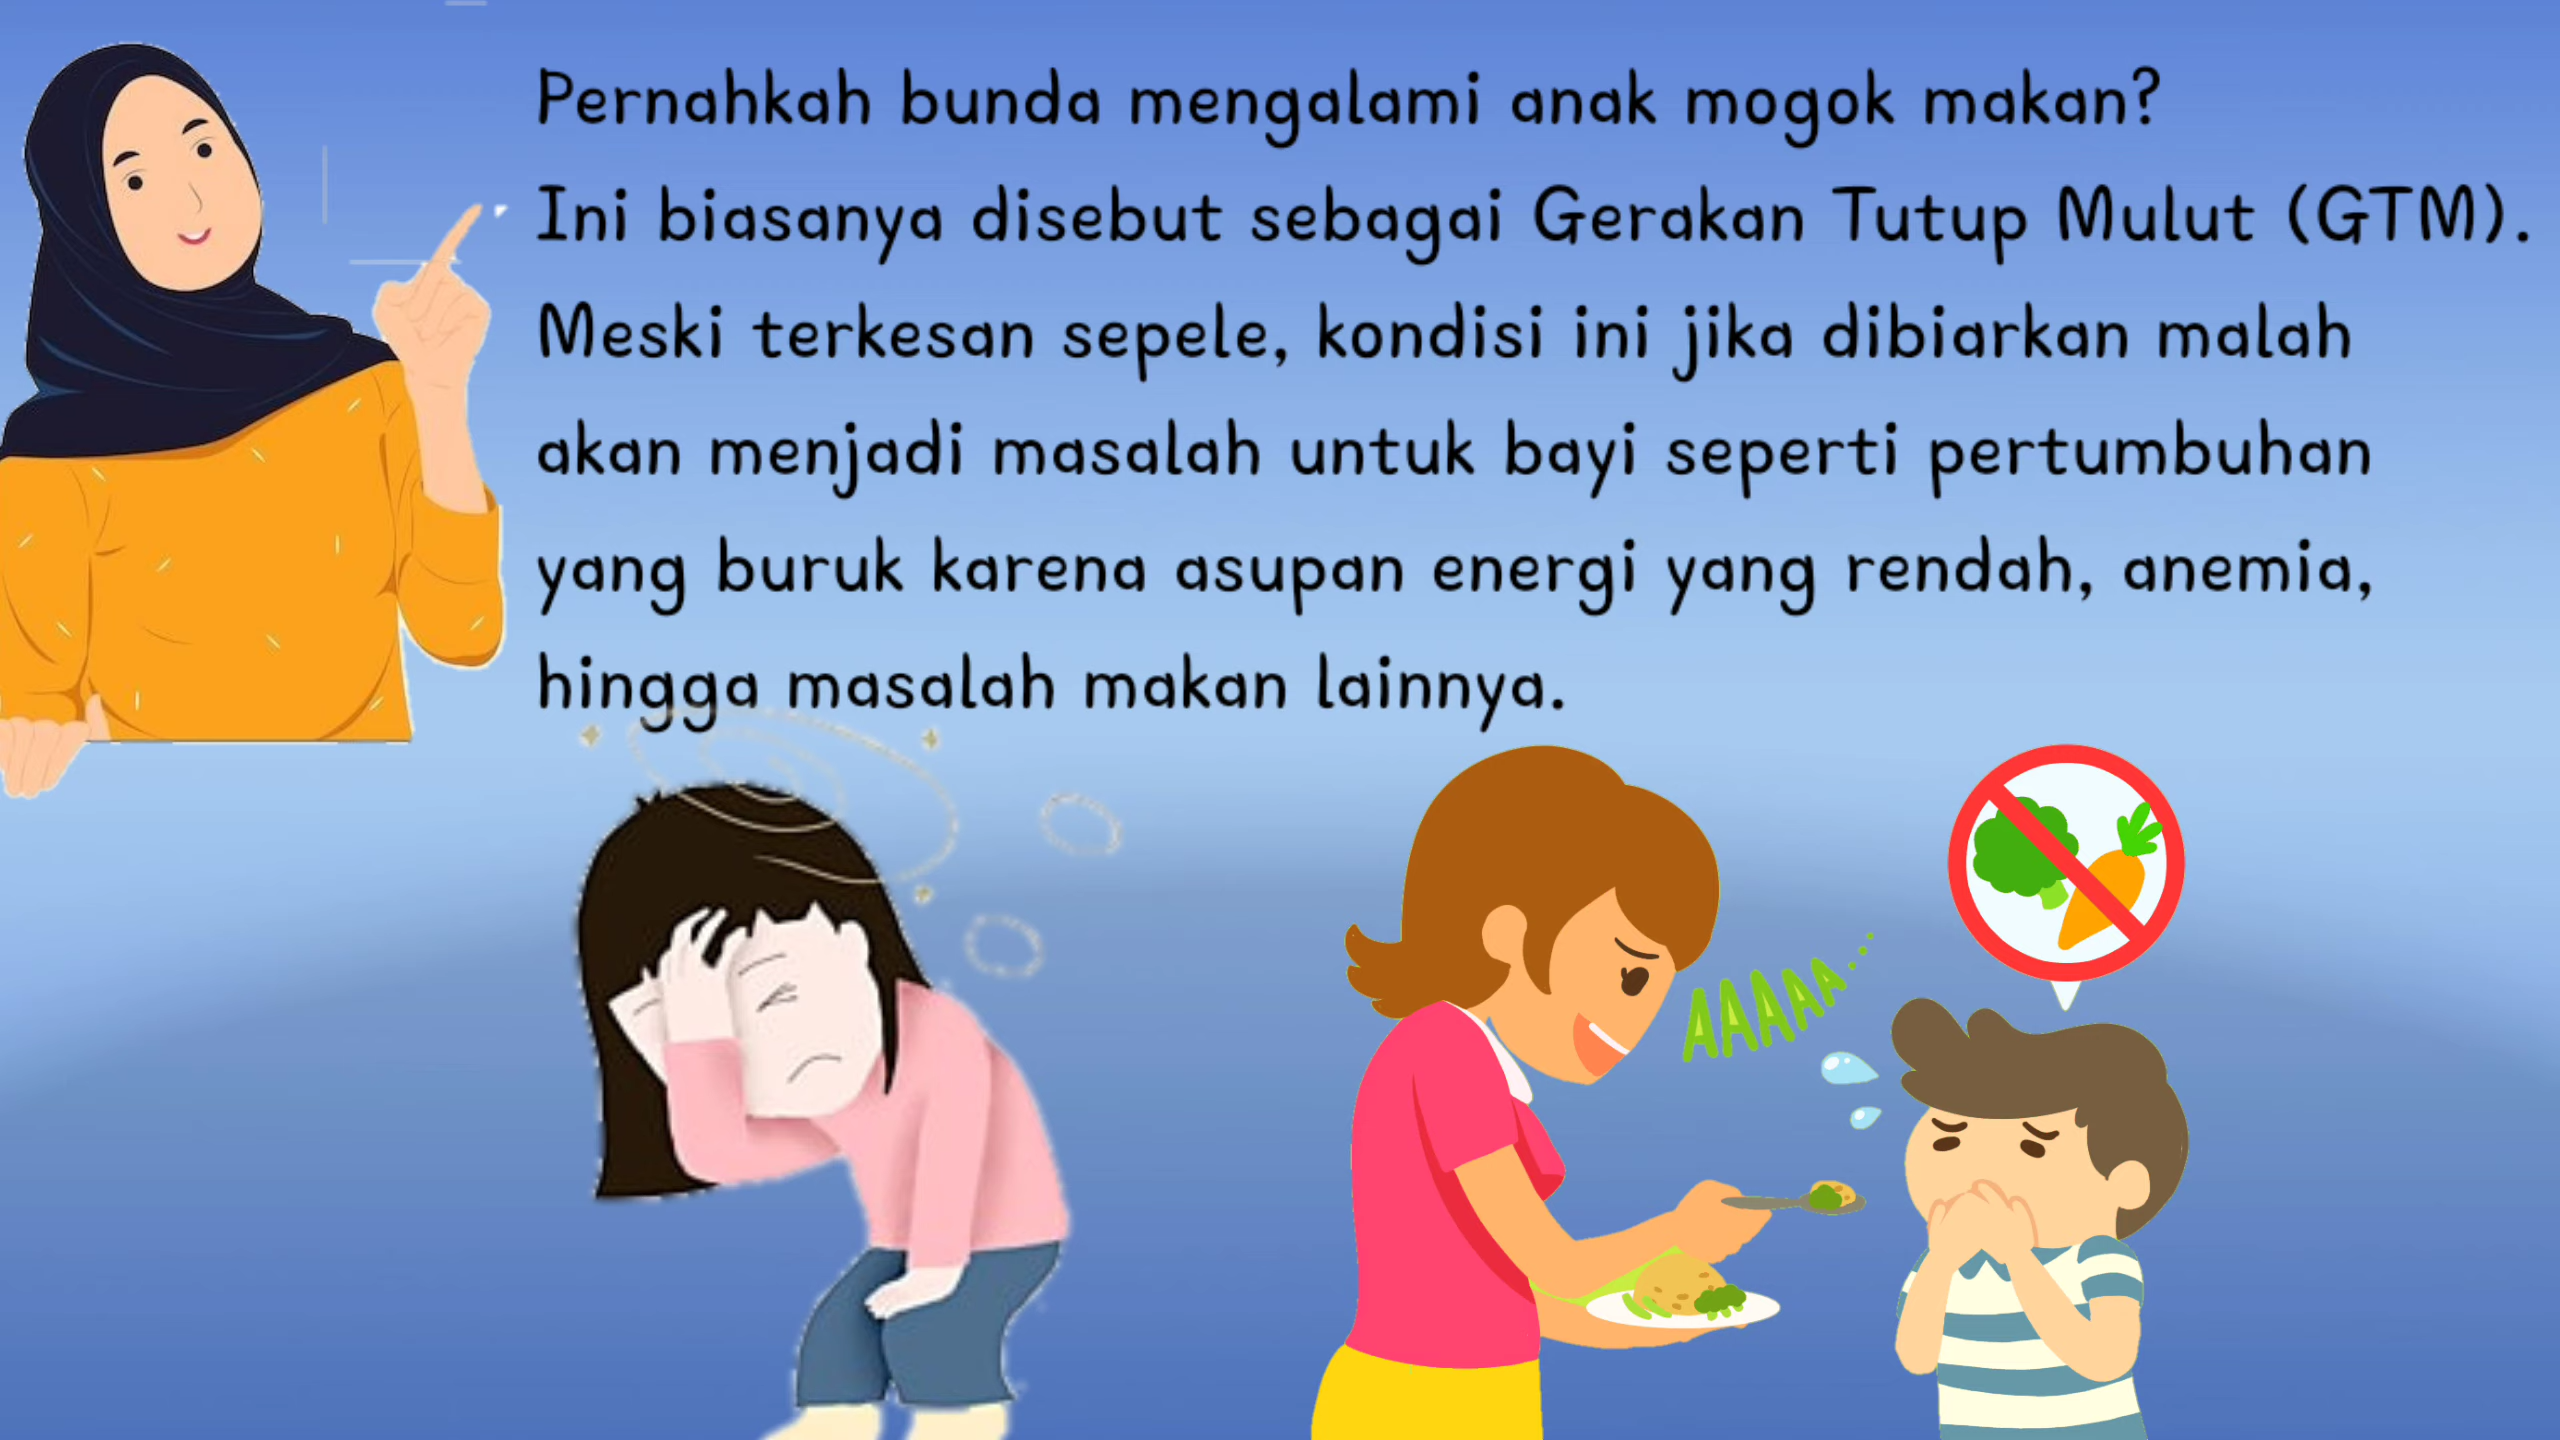 Pernahkah bunda mengalami anak mogok makan?
Ini biasanya disebut sebagai Gerakan Tutup Mulut (GTM).
Meski terkesan sepele, kondisi ini jika dibiarkan malah
akan menjadi masalah untuk bayi seperti pertumbuhan
yang buruk karena asupan energi yang rendah, anemia,
hingga masalah makan lainnya.
AAAAA...